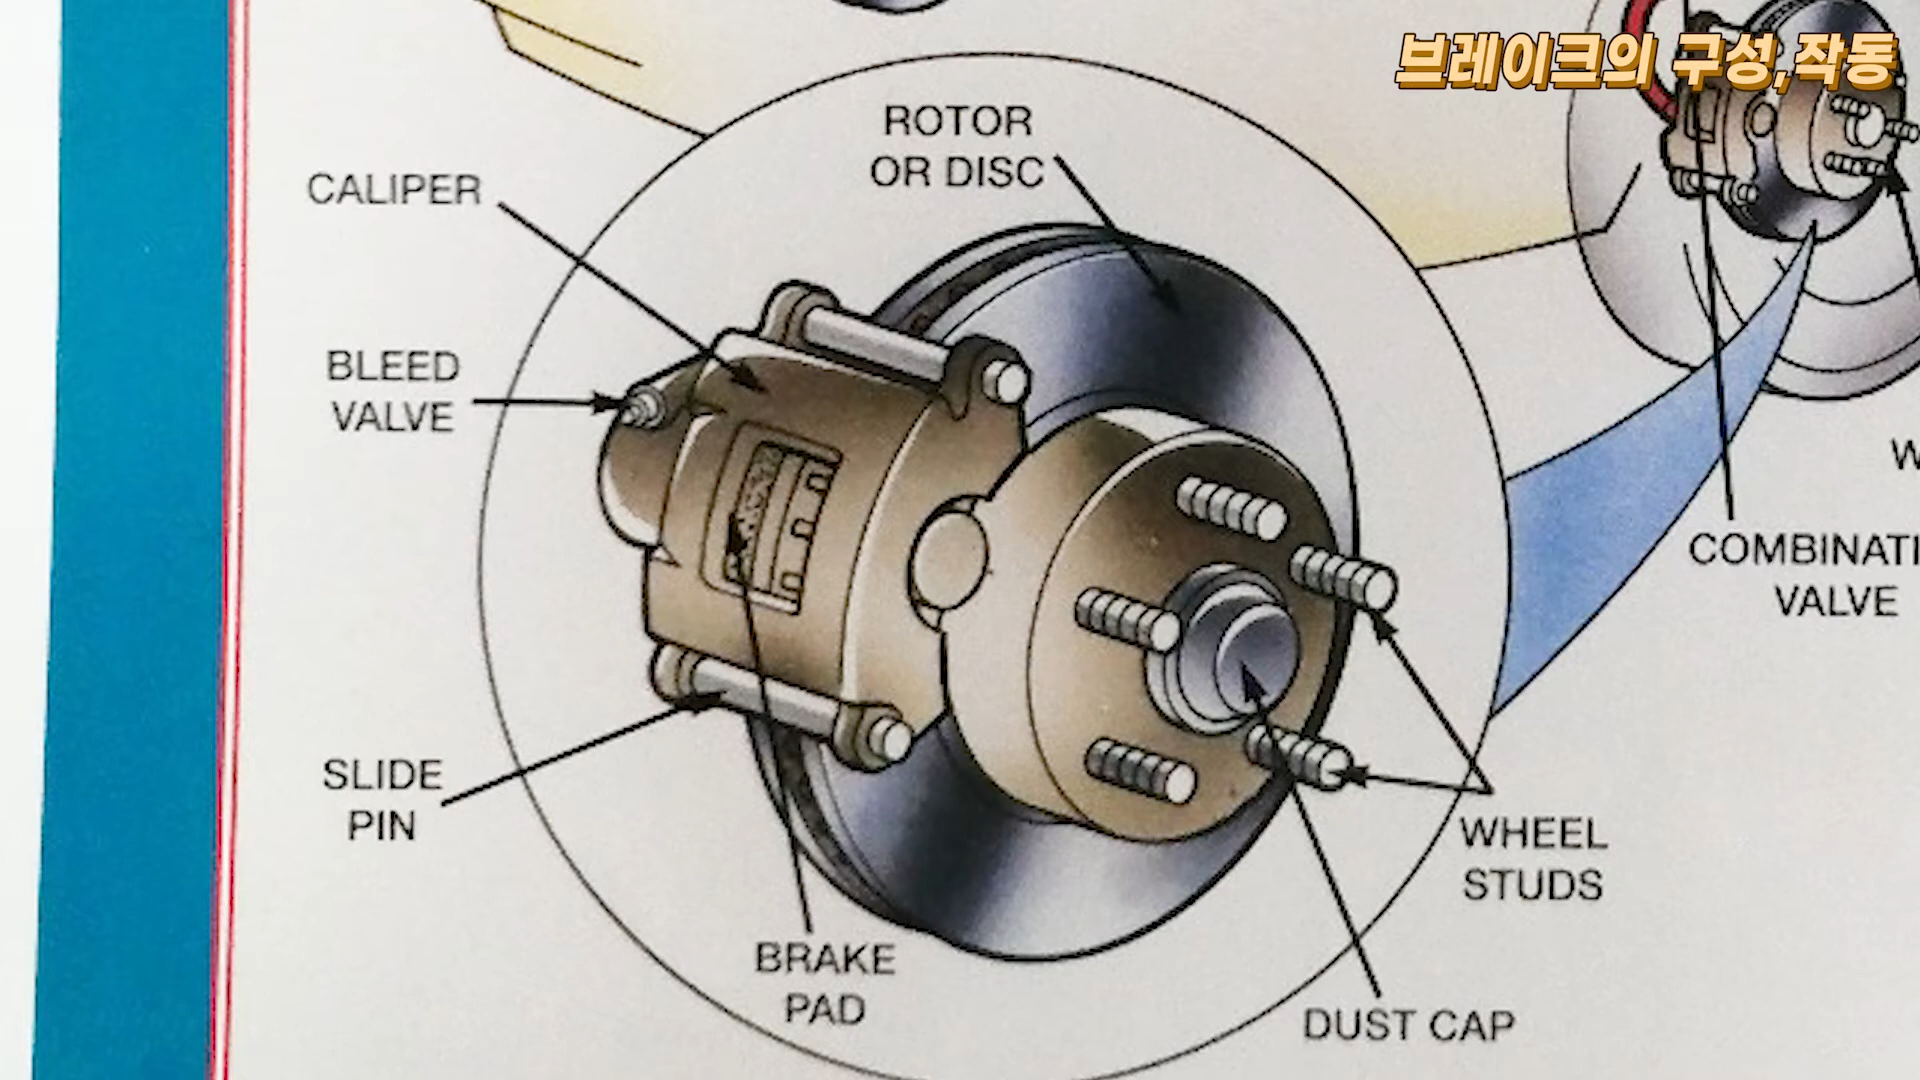 브레이크의 구성,작동
ROTOR
OR DISC
CALIPER
BLEED
VALVE
SLIDE
PIN
BRAKE
PAD
DUST CAP
WHEEL
STUDS
VALVE